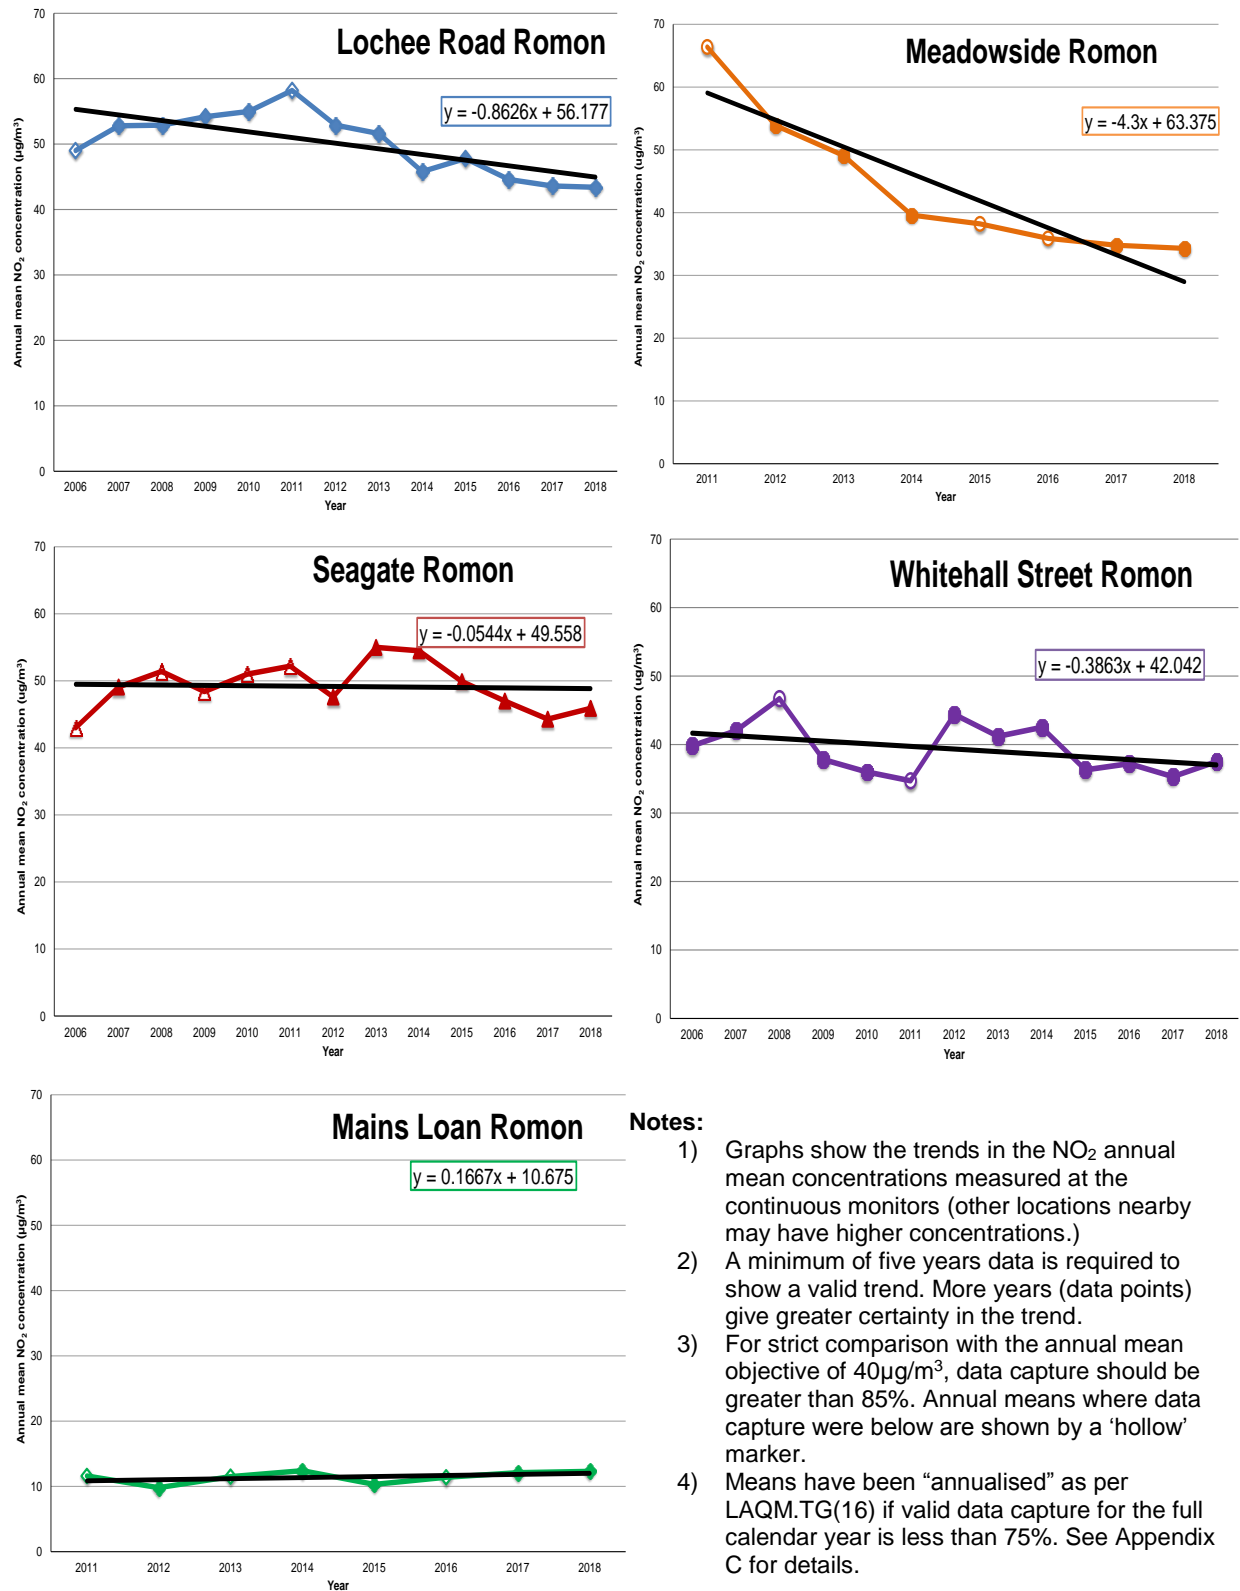 Lochee Road Romon
y = -0.8626x + 56.177
Annual mean NO₂ concentration (µg/m³)
70
60
50
40
30
20
10
0
2006 2007 2008 2009 2010 2011 2012 2013 2014 2015 2016 2017 2018
Year
Meadowside Romon
y = -4.3x + 63.375
Annual mean NO₂ concentration (ug/m³)
70
60
50
40
30
20
10
0
2011 2012 2013 2014 2015 2016 2017 2018
Year
Seagate Romon
y = -0.0544x + 49.558
Annual mean NO₂ concentration (ug/m³)
70
60
50
40
30
20
10
0
2006 2007 2008 2009 2010 2011 2012 2013 2014 2015 2016 2017 2018
Year
Whitehall Street Romon
y = -0.3863x + 42.042
Annual mean NO₂ concentration (ug/m³)
70
60
50
40
30
20
10
0
2006 2007 2008 2009 2010 2011 2012 2013 2014 2015 2016 2017 2018
Year
Mains Loan Romon
y = 0.1667x + 10.675
Annual mean NO₂ concentration (µg/m³)
70
60
50
40
30
20
10
0
2011 2012 2013 2014 2015 2016 2017 2018
Year
Notes:
1) Graphs show the trends in the NO₂ annual
mean concentrations measured at the
continuous monitors (other locations nearby
may have higher concentrations.)
2) A minimum of five years data is required to
show a valid trend. More years (data points)
give greater certainty in the trend.
3) For strict comparison with the annual mean
objective of 40µg/m³, data capture should be
greater than 85%. Annual means where data
capture were below are shown by a ‘hollow’
marker.
4) Means have been “annualised” as per
LAQM.TG(16) if valid data capture for the full
calendar year is less than 75%. See Appendix
C for details.